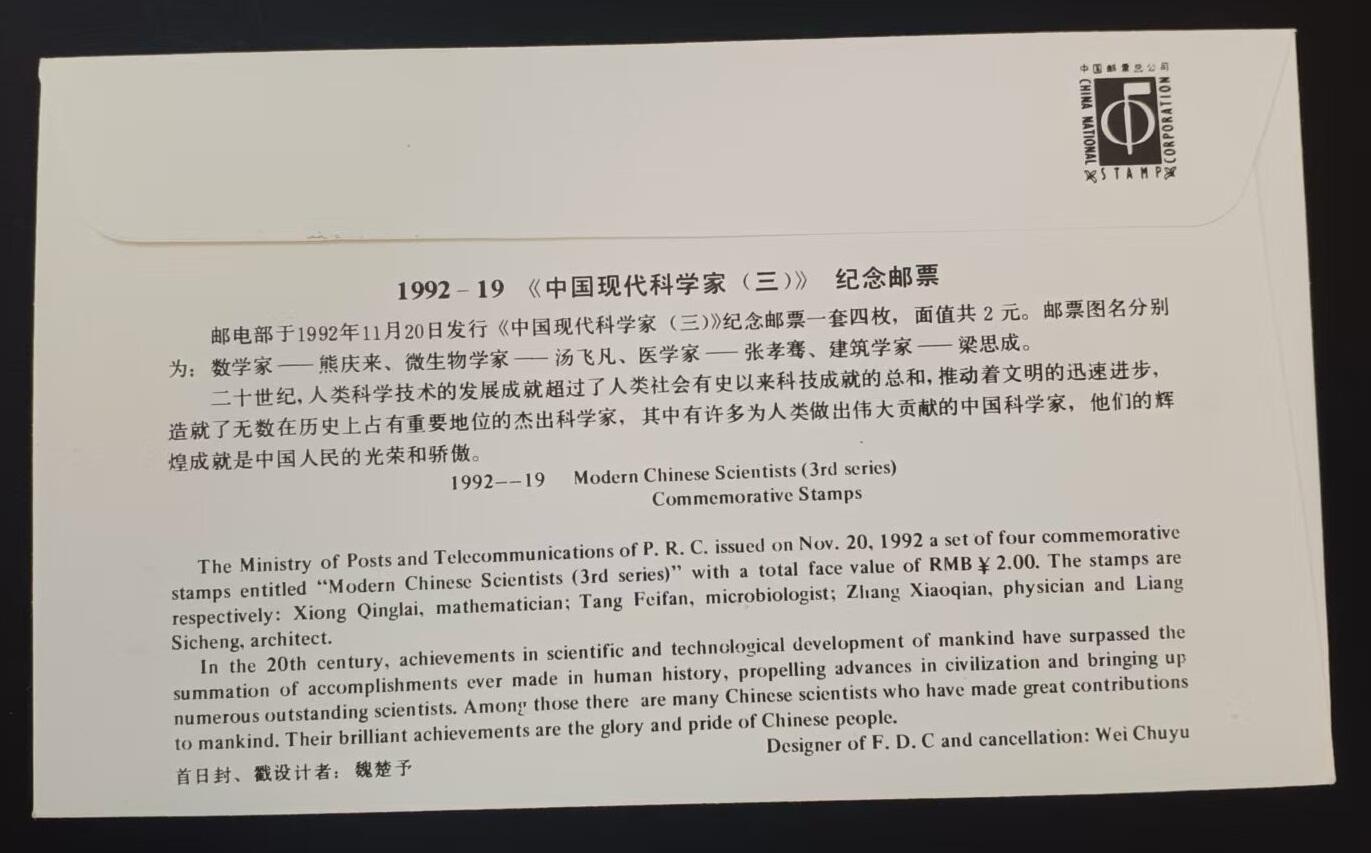 中国邮票总公司
CHINA NATIONAL
STAMP
CORPORATION
1992-19 《中国现代科学家(三)》 纪念邮票
邮电部于1992年11月20日发行《中国现代科学家(三)》纪念邮票一套四枚，面值共2元。邮票图名分别
为：数学家——熊庆来、微生物学家——汤飞凡、医学家——张孝骞、建筑学家——梁思成。
二十世纪，人类科学技术的发展成就超过了人类社会有史以来科技成就的总和，推动着文明的迅速进步，
造就了无数在历史上占有重要地位的杰出科学家，其中有许多为人类做出伟大贡献的中国科学家，他们的辉
煌成就是中国人民的光荣和骄傲。
1992--19 Modern Chinese Scientists (3rd series)
Commemorative Stamps
The Ministry of Posts and Telecommunications of P. R. C. issued on Nov. 20, 1992 a set of four commemorative
stamps entitled “Modern Chinese Scientists (3rd series)” with a total face value of RMB¥2.00. The stamps are
respectively: Xiong Qinglai, mathematician; Tang Feifan, microbiologist; Zhang Xiaoqian, physician and Liang
Sicheng, architect.
In the 20th century, achievements in scientific and technological development of mankind have surpassed the
summation of accomplishments ever made in human history, propelling advances in civilization and bringing up
numerous outstanding scientists. Among those there are many Chinese scientists who have made great contributions
to mankind. Their brilliant achievements are the glory and pride of Chinese people.
Designer of F. D. C and cancellation: Wei Chuyu
首日封、戳设计者：魏楚予